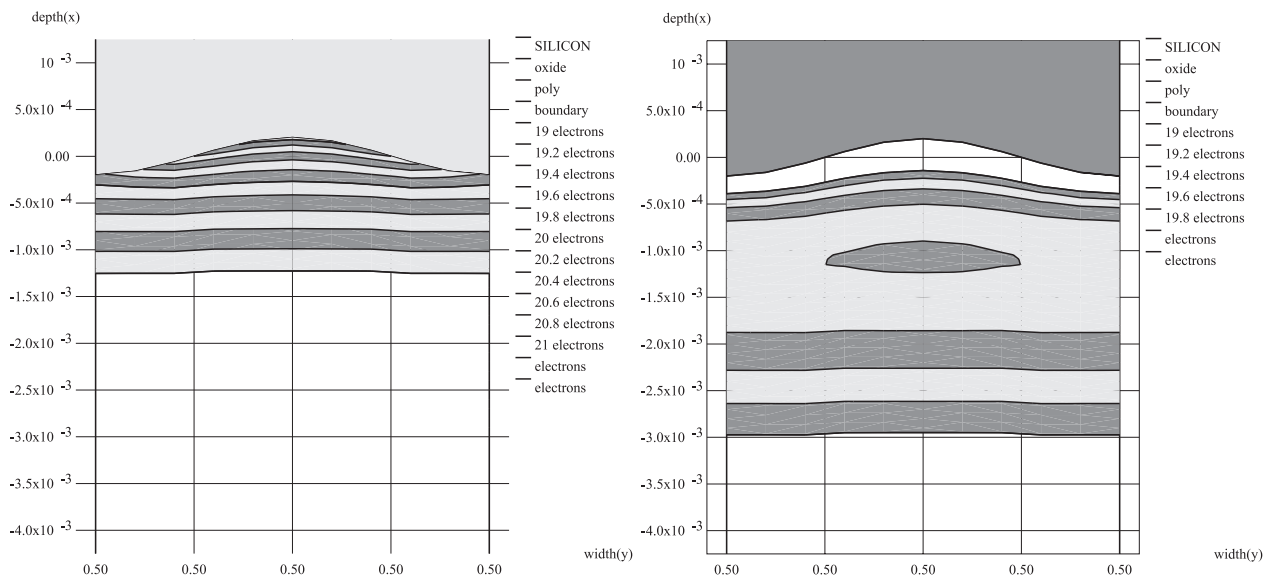 depth(x)
10 -3
5.0x10 -4
0.00
-5.0x10 -4
-1.0x10 -3
-1.5x10 -3
-2.0x10 -3
-2.5x10 -3
-3.0x10 -3
-3.5x10 -3
-4.0x10 -3
0.50 0.50 0.50 0.50 0.50
width(y)
SILICON
oxide
poly
boundary
19 electrons
19.2 electrons
19.4 electrons
19.6 electrons
19.8 electrons
20 electrons
20.2 electrons
20.4 electrons
20.6 electrons
20.8 electrons
21 electrons
electrons
electrons
depth(x)
10 -3
5.0x10 -4
0.00
-5.0x10 -4
-1.0x10 -3
-1.5x10 -3
-2.0x10 -3
-2.5x10 -3
-3.0x10 -3
-3.5x10 -3
-4.0x10 -3
0.50 0.50 0.50 0.50 0.50
width(y)
SILICON
oxide
poly
boundary
19 electrons
19.2 electrons
19.4 electrons
19.6 electrons
19.8 electrons
electrons
electrons